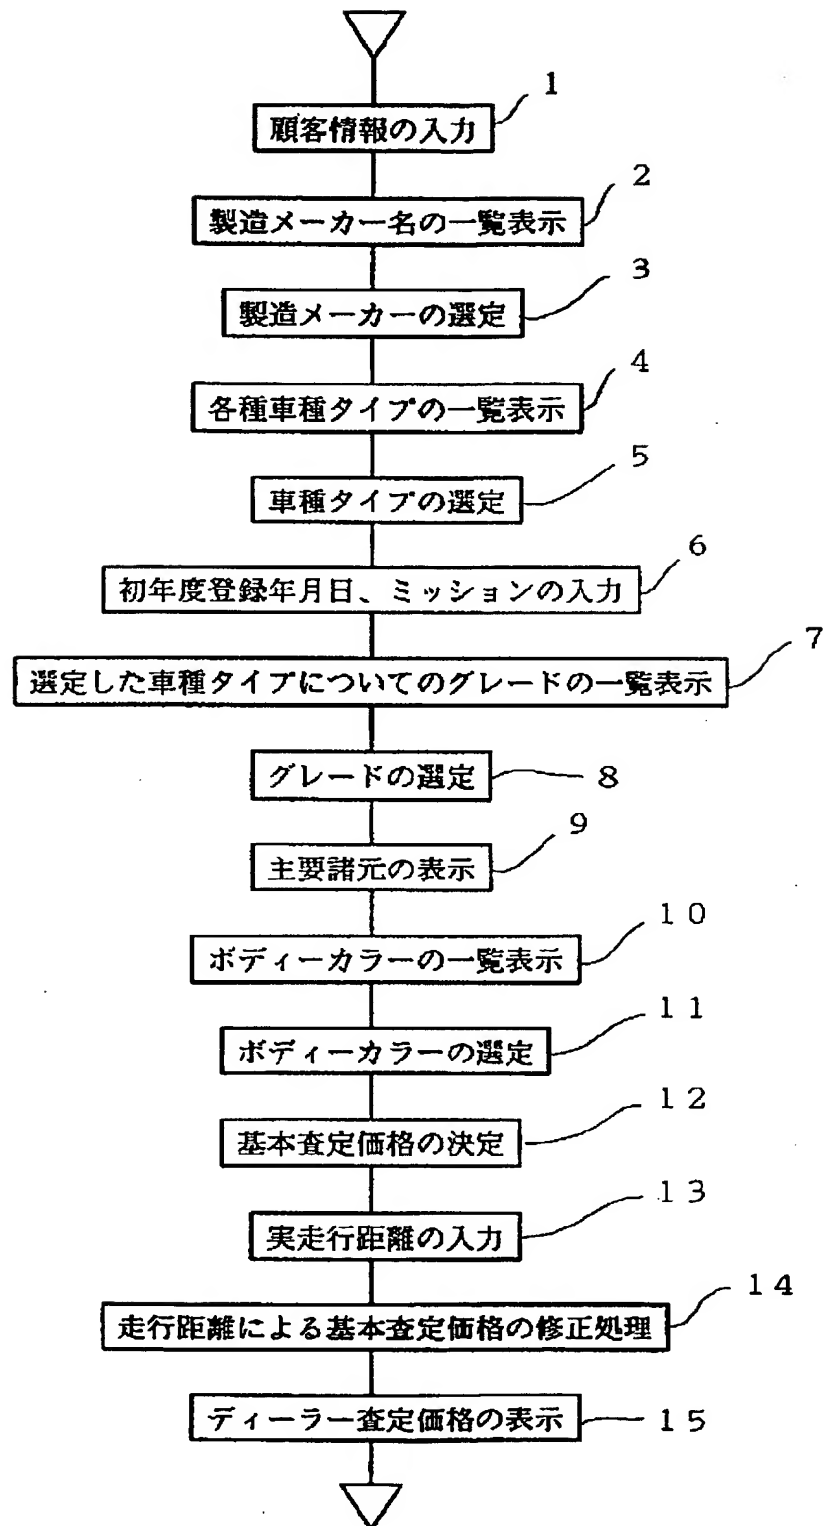 1
顧客情報の入力
2
製造メーカー名の一覧表示
3
製造メーカーの選定
4
各種車種タイプの一覧表示
5
車種タイプの選定
6
初年度登録年月日、ミッションの入力
7
選定した車種タイプについてのグレードの一覧表示
グレードの選定 8
9
主要諸元の表示
10
ボディーカラーの一覧表示
11
ボディーカラーの選定
12
基本査定価格の決定
13
実走行距離の入力
14
走行距離による基本査定価格の修正処理
ディーラー査定価格の表示 15